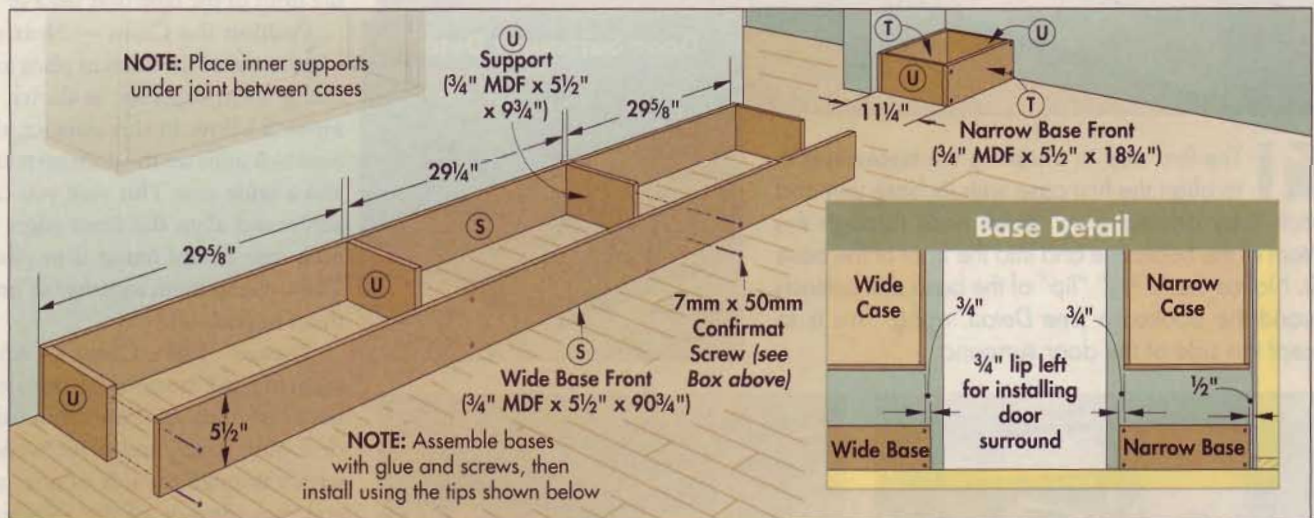 NOTE: Place inner supports
under joint between cases
U
Support
(3/4" MDF x 5 1/2"
x 9 3/4")
29 5/8"
29 1/4"
29 5/8"
T
U
U
T
11 1/4"
Narrow Base Front
(3/4" MDF x 5 1/2" x 18 3/4")
S
U
U
5 1/2"
7mm x 50mm
Confirmat
Screw (see
Box above)
S
Wide Base Front
(3/4" MDF x 5 1/2" x 90 3/4")
NOTE: Assemble bases
with glue and screws, then
install using the tips shown below
Base Detail
Wide
Case
Narrow
Case
3/4"
3/4"
3/4" lip left
for installing
door
surround
1/2"
Wide Base
Narrow Base